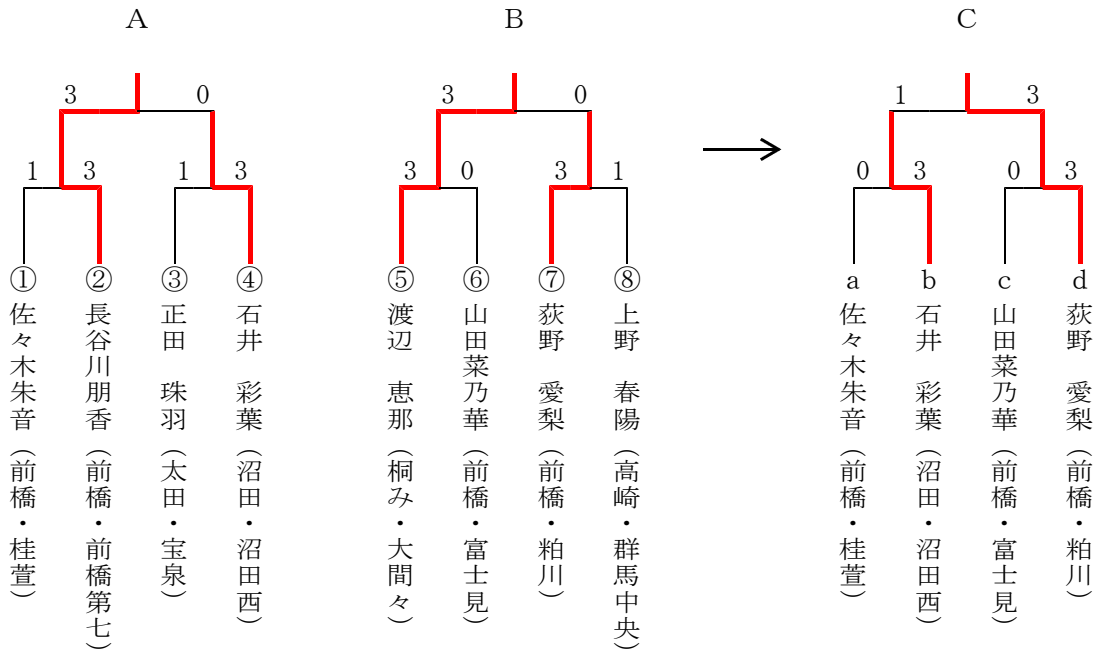 A
3 0
1 3 1 3
① 佐々木朱音(前橋・桂萱)
② 長谷川朋香(前橋・前橋第七)
③ 正田 珠羽(太田・宝泉)
④ 石井 彩葉(沼田・沼田西)
B
3 0
3 0 3 1
⑤ 渡辺 恵那(桐み・大間々)
⑥ 山田菜乃華(前橋・富士見)
⑦ 荻野 愛梨(前橋・粕川)
⑧ 上野 春陽(高崎・群馬中央)
C
1 3
0 3 0 3
a 佐々木朱音(前橋・桂萱)
b 石井 彩葉(沼田・沼田西)
c 山田菜乃華(前橋・富士見)
d 荻野 愛梨(前橋・粕川)